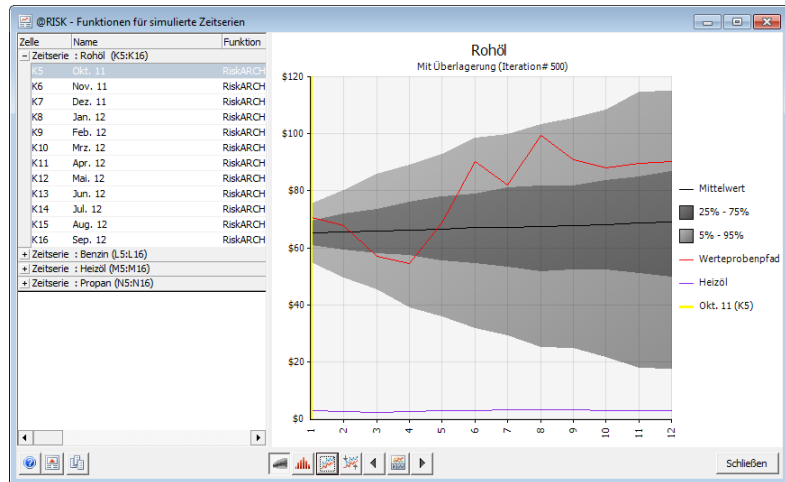 @RISK - Funktionen für simulierte Zeitserien
Zelle Name Funktion
Zeitserie : Rohöl (K5:K16)
K5 Okt. 11 RiskARCH
K6 Nov. 11 RiskARCH
K7 Dez. 11 RiskARCH
K8 Jan. 12 RiskARCH
K9 Feb. 12 RiskARCH
K10 Mrz. 12 RiskARCH
K11 Apr. 12 RiskARCH
K12 Mai. 12 RiskARCH
K13 Jun. 12 RiskARCH
K14 Jul. 12 RiskARCH
K15 Aug. 12 RiskARCH
K16 Sep. 12 RiskARCH
Zeitserie : Benzin (L5:L16)
Zeitserie : Heizöl (M5:M16)
Zeitserie : Propan (N5:N16)
Rohöl
Mit Überlagerung (Iteration# 500)
$120
$100
$80
$60
$40
$20
$0
1 2 3 4 5 6 7 8 9 10 11 12
Mittelwert
25% - 75%
5% - 95%
Werteprobenpfad
Heizöl
Okt. 11 (K5)
Schließen